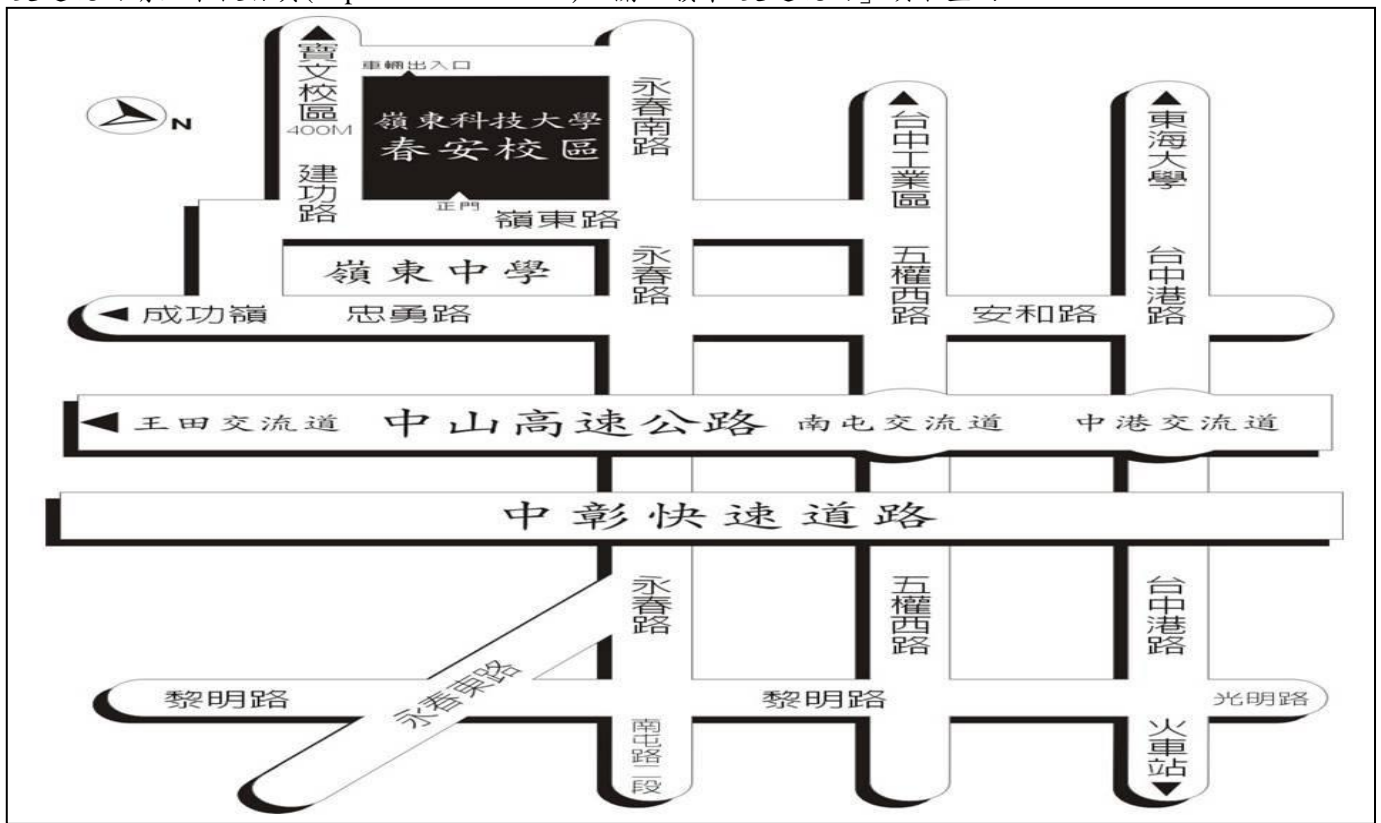 寶文校區
400M
建功路
車輛出入口
嶺東科技大學
春安校區
正門
N
永春南路
台中工業區
東海大學
嶺東路
嶺東中學
永春路
五權西路
台中港路
成功嶺
忠勇路
安和路
王田交流道
中山高速公路
南屯交流道
中港交流道
中彰快速道路
永春路
五權西路
台中港路
永春東路
黎明路
黎明路
光明路
南屯路二段
火車站